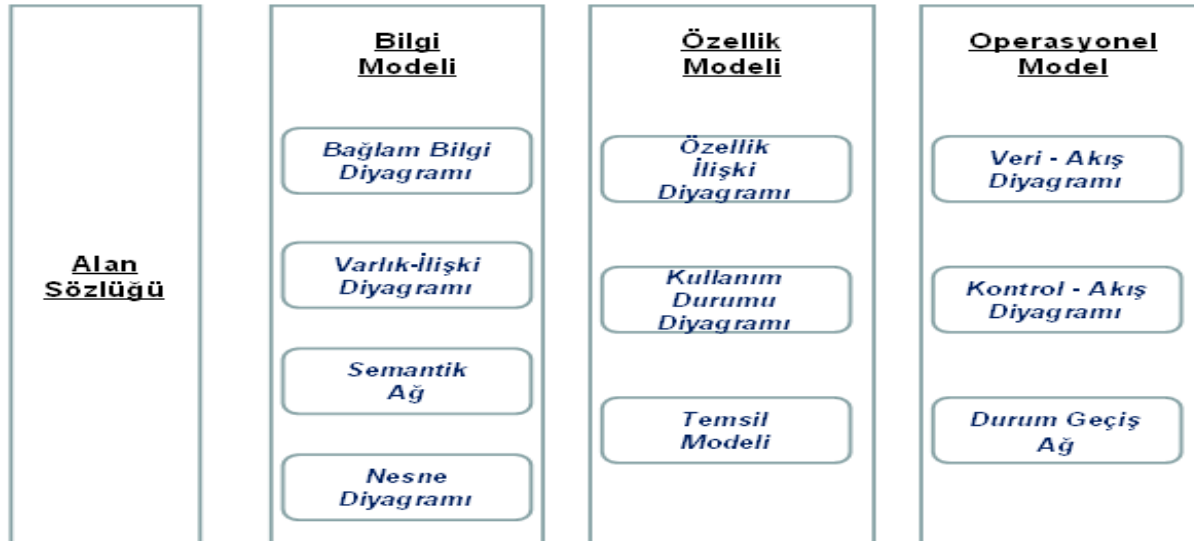 Alan
Sözlüğü
Bilgi
Modeli
Bağlam Bilgi
Diyagramı
Varlık-İlişki
Diyagramı
Semantik
Ağ
Nesne
Diyagramı
Özellik
Modeli
Özellik
İlişki
Diyagramı
Kullanım
Durumu
Diyagramı
Temsil
Modeli
Operasyonel
Model
Veri - Akış
Diyagramı
Kontrol - Akış
Diyagramı
Durum Geçiş
Ağ